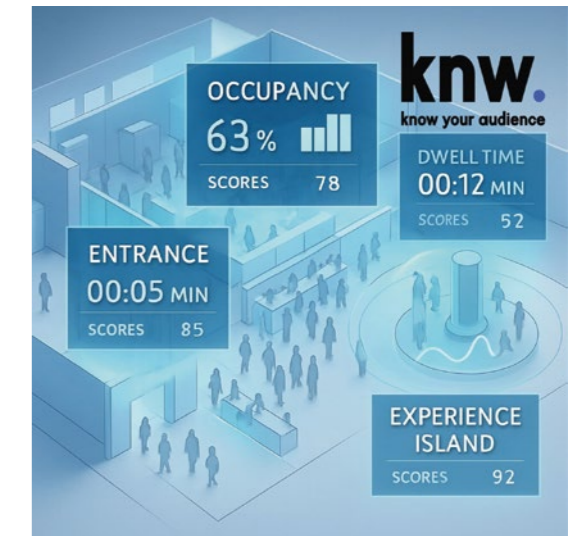 knw.
know your audience
OCCUPANCY
63%
SCORES 78
DWELL TIME
00:12 MIN
SCORES 52
ENTRANCE
00:05 MIN
SCORES 85
EXPERIENCE
ISLAND
SCORES 92